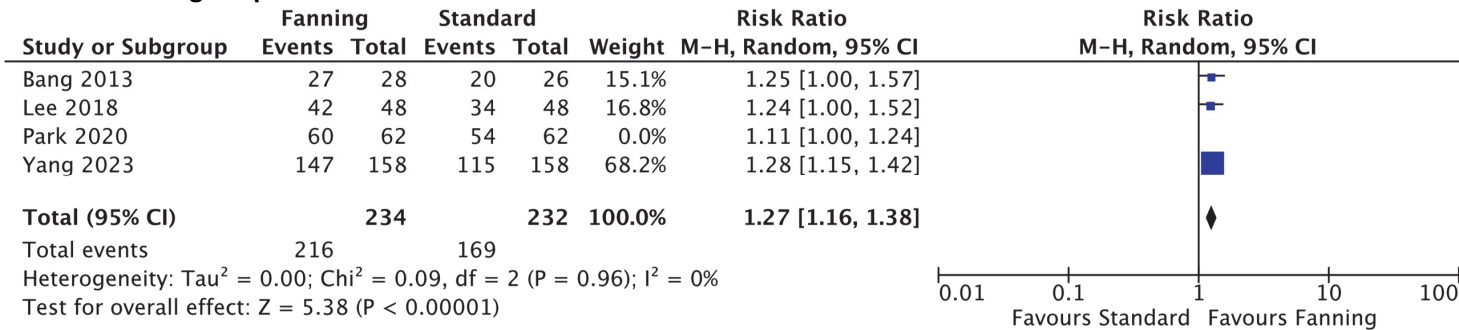 Fanning Standard Risk Ratio Risk Ratio
Study or Subgroup Events Total Events Total Weight M-H, Random, 95% CI M-H, Random, 95% CI
Bang 2013 27 28 20 26 15.1% 1.25 [1.00, 1.57]
Lee 2018 42 48 34 48 16.8% 1.24 [1.00, 1.52]
Park 2020 60 62 54 62 0.0% 1.11 [1.00, 1.24]
Yang 2023 147 158 115 158 68.2% 1.28 [1.15, 1.42]
Total (95% CI) 234 232 100.0% 1.27 [1.16, 1.38]
Total events 216 169
Heterogeneity: Tau² = 0.00; Chi² = 0.09, df = 2 (P = 0.96); I² = 0%
Test for overall effect: Z = 5.38 (P < 0.00001)
0.01 0.1 1 10 100
Favours Standard Favours Fanning